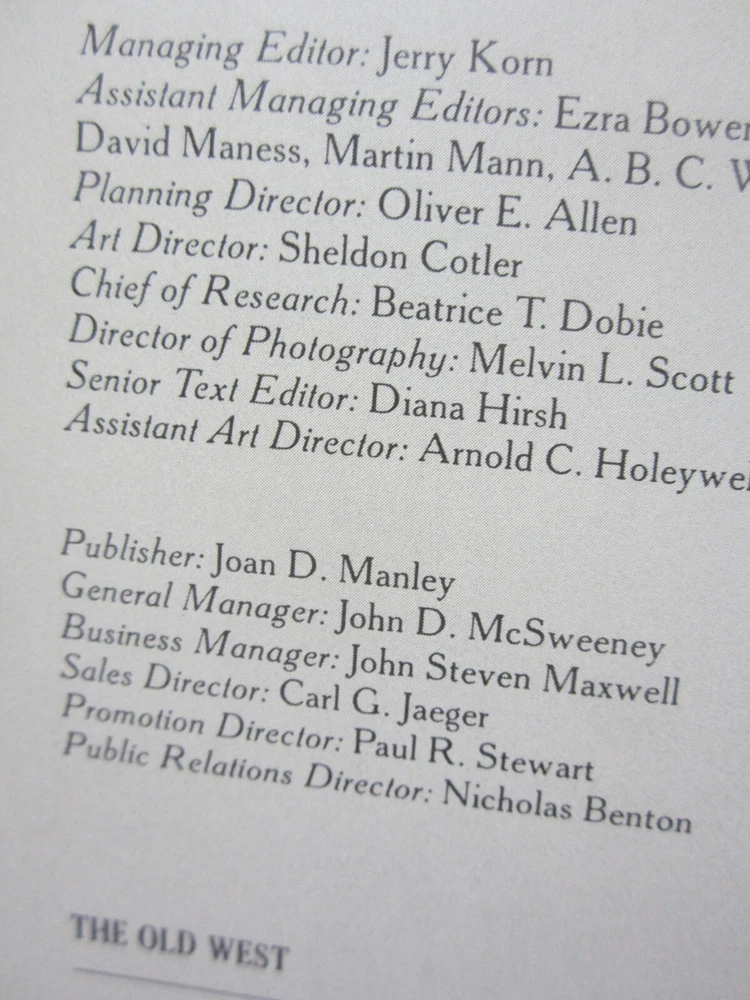 Managing Editor: Jerry Korn
Assistant Managing Editors: Ezra Bowen
David Maness, Martin Mann, A. B. C. W
Planning Director: Oliver E. Allen
Art Director: Sheldon Cotler
Chief of Research: Beatrice T. Dobie
Director of Photography: Melvin L. Scott
Senior Text Editor: Diana Hirsh
Assistant Art Director: Arnold C. Holeywel
Publisher: Joan D. Manley
General Manager: John D. McSweeney
Business Manager: John Steven Maxwell
Sales Director: Carl G. Jaeger
Promotion Director: Paul R. Stewart
Public Relations Director: Nicholas Benton
THE OLD WEST